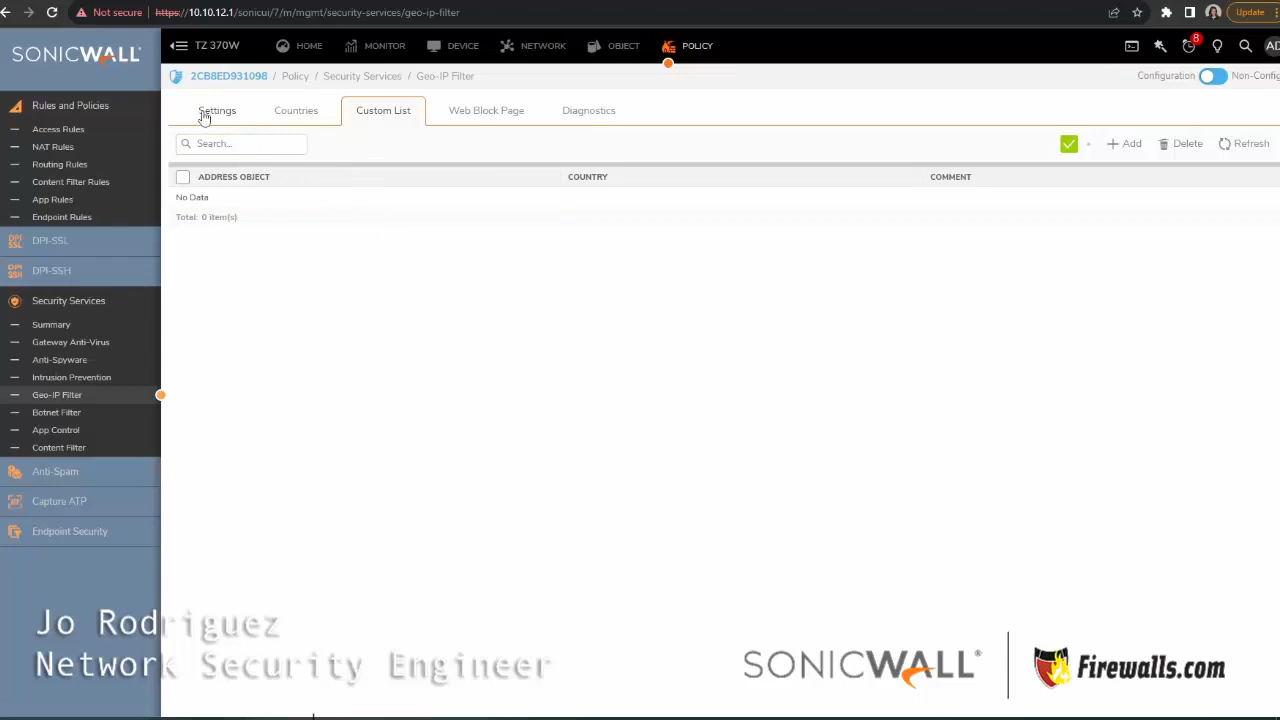 Not secure https://10.10.12.1/sonicui/7/m/mgmt/security-services/geo-ip-filter Update
SONICWALL TZ 370W HOME MONITOR DEVICE NETWORK OBJECT POLICY 8 AD
2CB8ED931098 / Policy / Security Services / Geo-IP Filter Configuration Non-Config
Settings Countries Custom List Web Block Page Diagnostics
Search... Add Delete Refresh
ADDRESS OBJECT COUNTRY COMMENT
No Data
Total: 0 item(s)
Rules and Policies
Access Rules
NAT Rules
Routing Rules
Content Filter Rules
App Rules
Endpoint Rules
DPI-SSL
DPI-SSH
Security Services
Summary
Gateway Anti-Virus
Anti-Spyware
Intrusion Prevention
Geo-IP Filter
Botnet Filter
App Control
Content Filter
Anti-Spam
Capture ATP
Endpoint Security
Jo Rodriguez
Network Security Engineer
SONICWALL® Firewalls.com